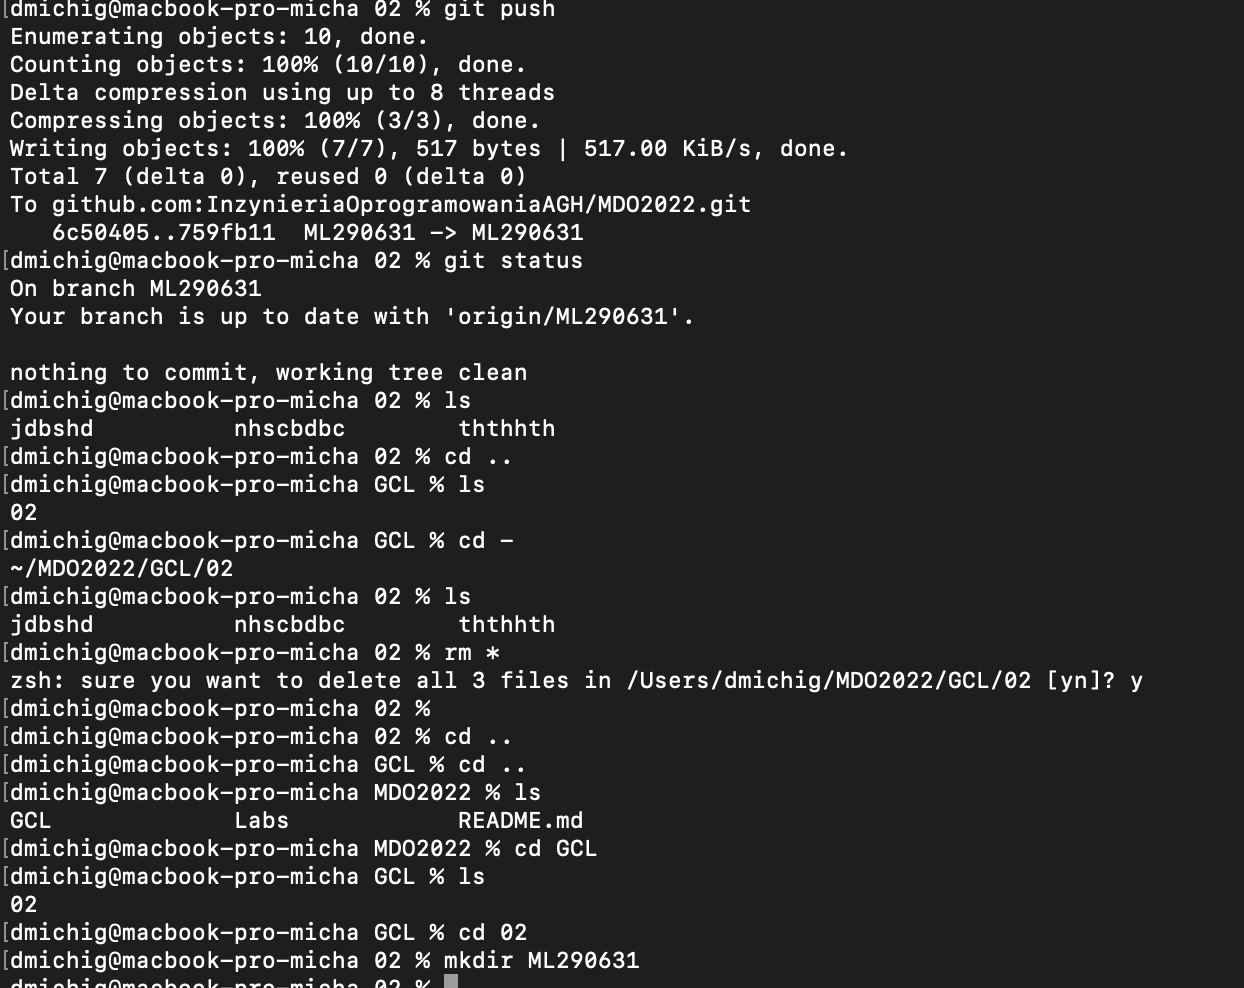 [dmichig@macbook-pro-micha 02 % git push
Enumerating objects: 10, done.
Counting objects: 100% (10/10), done.
Delta compression using up to 8 threads
Compressing objects: 100% (3/3), done.
Writing objects: 100% (7/7), 517 bytes | 517.00 KiB/s, done.
Total 7 (delta 0), reused 0 (delta 0)
To github.com:InzynieriaOprogramowaniaAGH/MDO2022.git
   6c50405..759fb11  ML290631 -> ML290631
[dmichig@macbook-pro-micha 02 % git status
On branch ML290631
Your branch is up to date with 'origin/ML290631'.

nothing to commit, working tree clean
[dmichig@macbook-pro-micha 02 % ls
jdbshd          nhscbdbc        thththth
[dmichig@macbook-pro-micha 02 % cd ..
[dmichig@macbook-pro-micha GCL % ls
02
[dmichig@macbook-pro-micha GCL % cd -
~/MDO2022/GCL/02
[dmichig@macbook-pro-micha 02 % ls
jdbshd          nhscbdbc        thththth
[dmichig@macbook-pro-micha 02 % rm *
zsh: sure you want to delete all 3 files in /Users/dmichig/MDO2022/GCL/02 [yn]? y
[dmichig@macbook-pro-micha 02 %
[dmichig@macbook-pro-micha 02 % cd ..
[dmichig@macbook-pro-micha GCL % cd ..
[dmichig@macbook-pro-micha MDO2022 % ls
GCL             Labs            README.md
[dmichig@macbook-pro-micha MDO2022 % cd GCL
[dmichig@macbook-pro-micha GCL % ls
02
[dmichig@macbook-pro-micha GCL % cd 02
[dmichig@macbook-pro-micha 02 % mkdir ML290631
dmichig@macbook-pro-micha 02 %